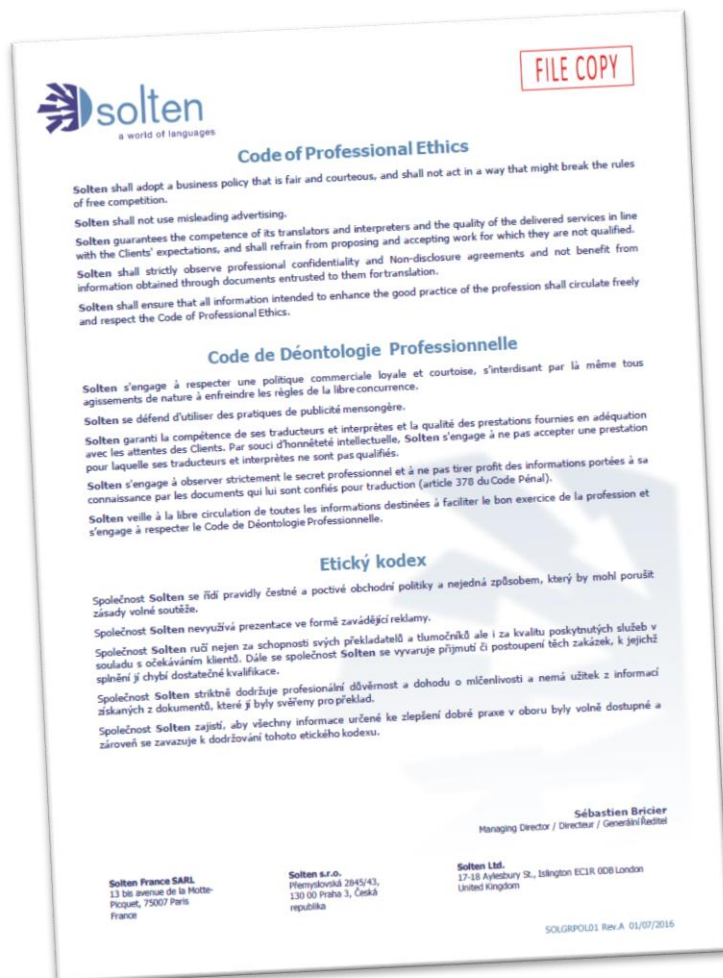 FILE COPY
solten
a world of languages
Code of Professional Ethics
Solten shall adopt a business policy that is fair and courteous, and shall not act in a way that might break the rules
of free competition.
Solten shall not use misleading advertising.
Solten guarantees the competence of its translators and interpreters and the quality of the delivered services in line
with the Clients' expectations, and shall refrain from proposing and accepting work for which they are not qualified.
Solten shall strictly observe professional confidentiality and Non-disclosure agreements and not benefit from
information obtained through documents entrusted to them fortranslation.
Solten shall ensure that all information intended to enhance the good practice of the profession shall circulate freely
and respect the Code of Professional Ethics.
Code de Déontologie Professionnelle
Solten s'engage à respecter une politique commerciale loyale et courtoise, s'interdisant par là même tous
agissements de nature à enfreindre les règles de la libre concurrence.
Solten se défend d'utiliser des pratiques de publicité mensongère.
Solten garanti la compétence de ses traducteurs et interprètes et la qualité des prestations fournies en adéquation
avec les attentes des Clients. Par souci d'honnêteté intellectuelle, Solten s'engage à ne pas accepter une prestation
pour laquelle ses traducteurs et interprètes ne sont pas qualifiés.
Solten s'engage à observer strictement le secret professionnel et à ne pas tirer profit des informations portées à sa
connaissance par les documents qui lui sont confiés pour traduction (article 378 du Code Pénal).
Solten veille à la libre circulation de toutes les informations destinées à faciliter le bon exercice de la profession et
s'engage à respecter le Code de Déontologie Professionnelle.
Etický kodex
Společnost Solten se řídí pravidly čestné a poctivé obchodní politiky a nejedná způsobem, který by mohl porušit
zásady volné soutěže.
Společnost Solten nevyužívá prezentace ve formě zavádějící reklamy.
Společnost Solten ručí nejen za schopnosti svých překladatelů a tlumočníků ale i za kvalitu poskytnutých služeb v
souladu s očekáváním klientů. Dále se společnost Solten se vyvaruje přijmutí či postoupení těch zakázek, k jejichž
splnění jí chybí dostatečné kvalifikace.
Společnost Solten striktně dodržuje profesionální důvěrnost a dohodu o mlčenlivosti a nemá užitek z informací
získaných z dokumentů, které jí byly svěřeny pro překlad.
Společnost Solten zajistí, aby všechny informace určené ke zlepšení dobré praxe v oboru byly volně dostupné a
zároveň se zavazuje k dodržování tohoto etického kodexu.
Sébastien Bricier
Managing Director / Directeur / Generální Ředitel
Solten France SARL
13 bis avenue de la Motte-
Picquet, 75007 Paris
France
Solten s.r.o.
Přemyslovská 2845/43,
130 00 Praha 3, Česká
republika
Solten Ltd.
17-18 Aylesbury St., Islington EC1R 0DB London
United Kingdom
SOLGRPOL01 Rev.A 01/07/2016